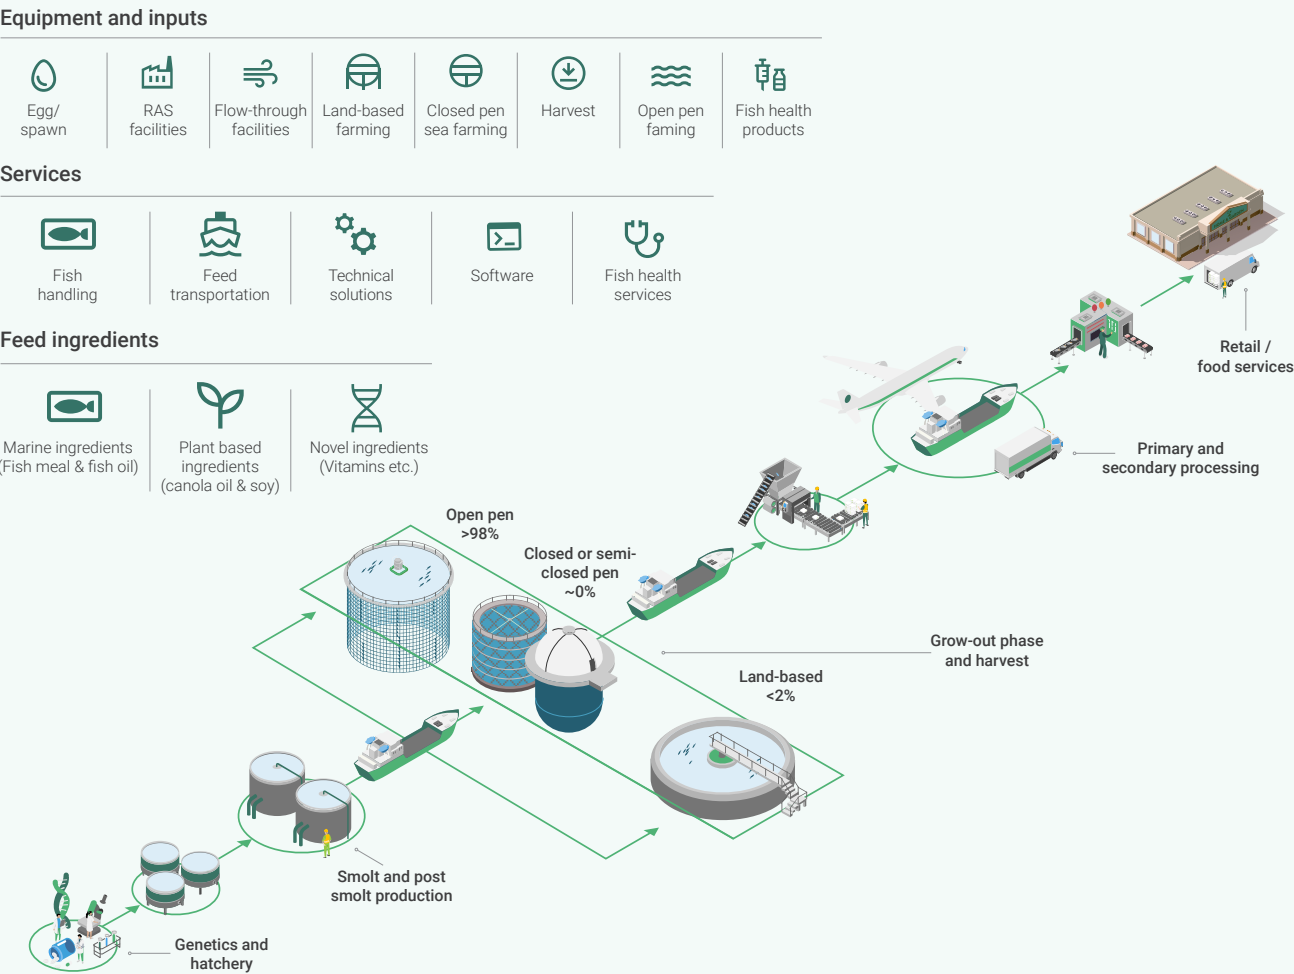 Equipment and inputs
Egg/
spawn
RAS
facilities
Flow-through
facilities
Land-based
farming
Closed pen
sea farming
Harvest
Open pen
faming
Fish health
products
Services
Fish
handling
Feed
transportation
Technical
solutions
Software
Fish health
services
Feed ingredients
Marine ingredients
(Fish meal & fish oil)
Plant based
ingredients
(canola oil & soy)
Novel ingredients
(Vitamins etc.)
Retail /
food services
Primary and
secondary processing
Open pen
>98%
Closed or semi-
closed pen
~0%
Grow-out phase
and harvest
Land-based
<2%
Smolt and post
smolt production
Genetics and
hatchery